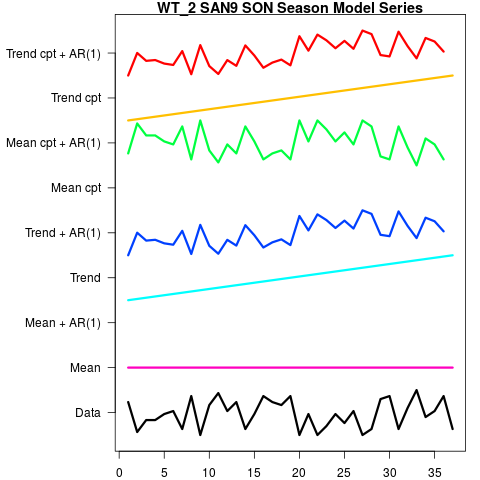 WT_2 SAN9 SON Season Model Series
Trend cpt + AR(1)
Trend cpt
Mean cpt + AR(1)
Mean cpt
Trend + AR(1)
Trend
Mean + AR(1)
Mean
Data
0 5 10 15 20 25 30 35